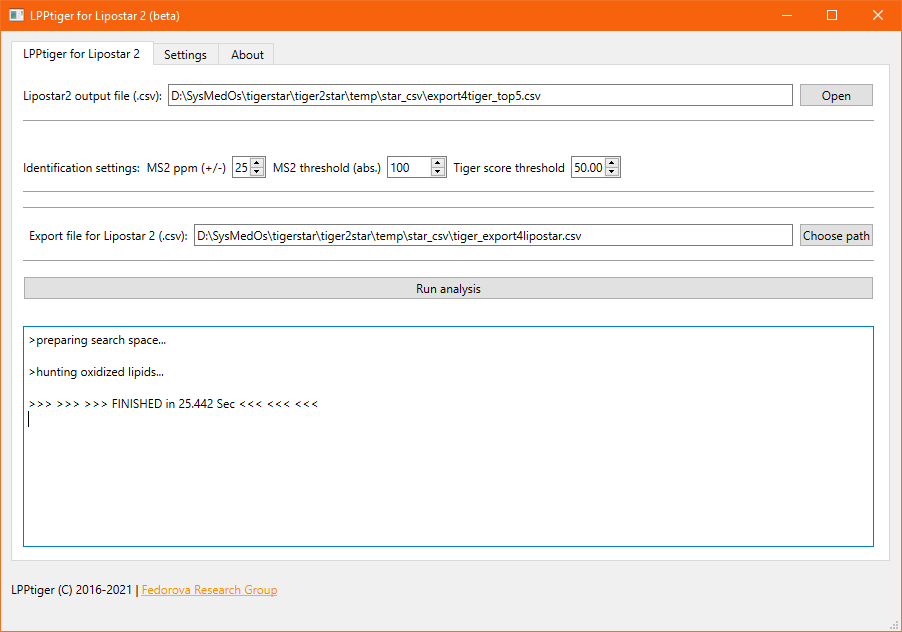 LPPtiger for Lipostar 2 (beta)
LPPtiger for Lipostar 2 Settings About
Lipostar2 output file (.csv): D:\SysMedOs\tigerstar\tiger2star\temp\star_csv\export4tiger_top5.csv Open
Identification settings: MS2 ppm (+/-) 25 MS2 threshold (abs.) 100 Tiger score threshold 50.00
Export file for Lipostar 2 (.csv): D:\SysMedOs\tigerstar\tiger2star\temp\star_csv\tiger_export4lipostar.csv Choose path
Run analysis
>preparing search space...
>hunting oxidized lipids...
>>> >>> >>> FINISHED in 25.442 Sec <<< <<< <<<
LPPtiger (C) 2016-2021 | Fedorova Research Group